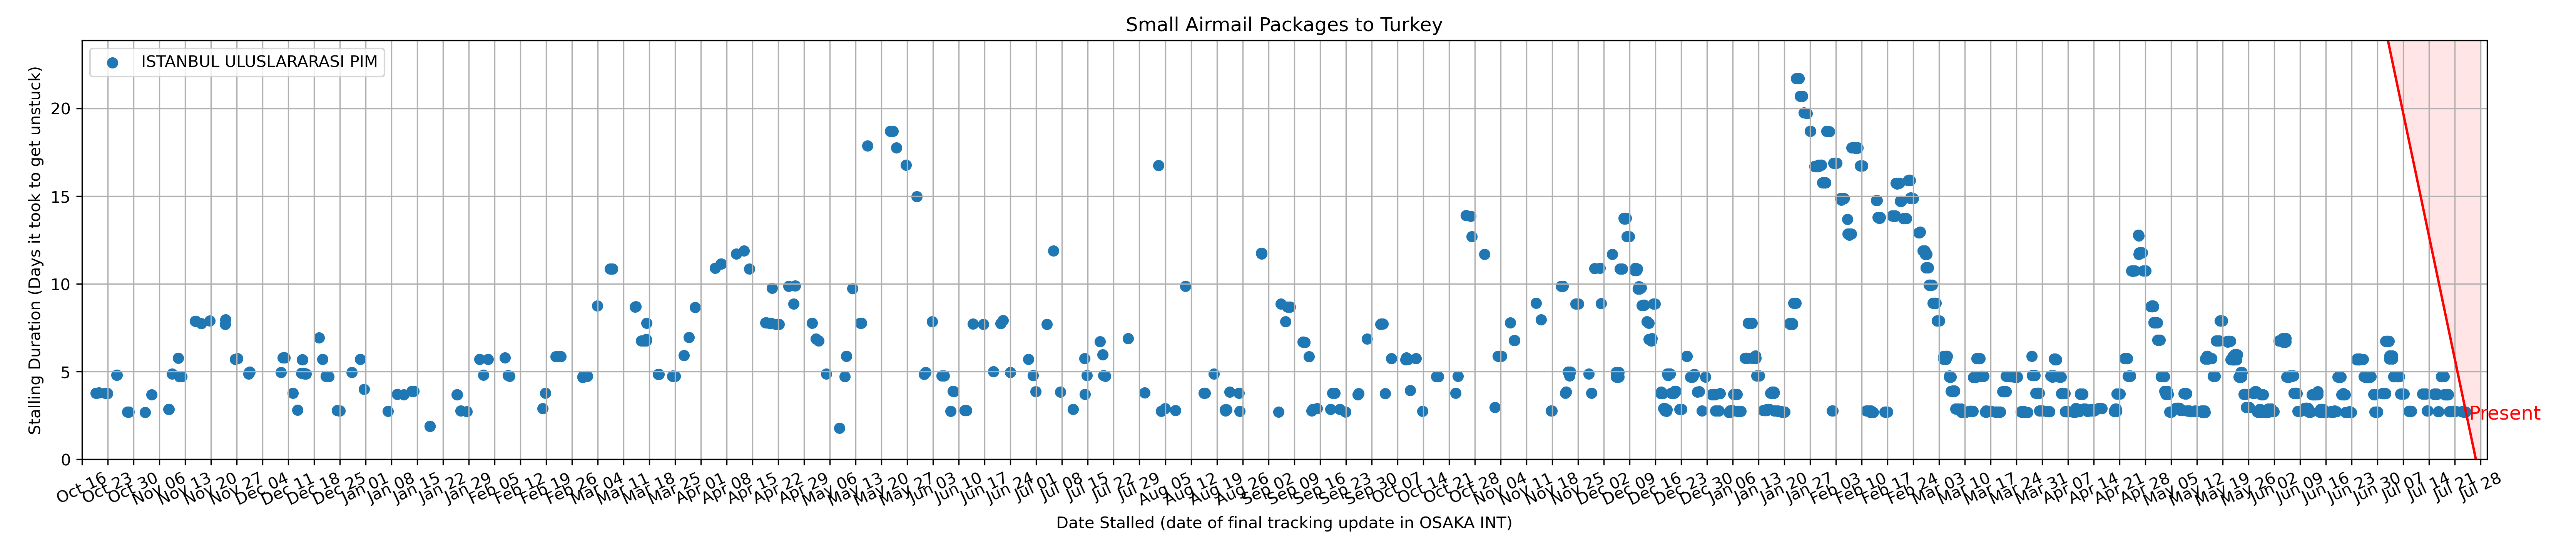 Small Airmail Packages to Turkey
ISTANBUL ULUSLARARASI PIM
Stalling Duration (Days it took to get unstuck)
20
15
10
5
0
Present
Oct 16
Oct 23
Oct 30
Nov 06
Nov 13
Nov 20
Nov 27
Dec 04
Dec 11
Dec 18
Dec 25
Jan 01
Jan 08
Jan 15
Jan 22
Jan 29
Feb 05
Feb 12
Feb 19
Feb 26
Mar 04
Mar 11
Mar 18
Mar 25
Apr 01
Apr 08
Apr 15
Apr 22
Apr 29
May 06
May 13
May 20
May 27
Jun 03
Jun 10
Jun 17
Jun 24
Jul 01
Jul 08
Jul 15
Jul 22
Jul 29
Aug 05
Aug 12
Aug 19
Aug 26
Sep 02
Sep 09
Sep 16
Sep 23
Sep 30
Oct 07
Oct 14
Oct 21
Oct 28
Nov 04
Nov 11
Nov 18
Nov 25
Dec 02
Dec 09
Dec 16
Dec 23
Dec 30
Jan 06
Jan 13
Jan 20
Jan 27
Feb 03
Feb 10
Feb 17
Feb 24
Mar 03
Mar 10
Mar 17
Mar 24
Mar 31
Apr 07
Apr 14
Apr 21
Apr 28
May 05
May 12
May 19
May 26
Jun 02
Jun 09
Jun 16
Jun 23
Jun 30
Jul 07
Jul 14
Jul 21
Jul 28
Date Stalled (date of final tracking update in OSAKA INT)